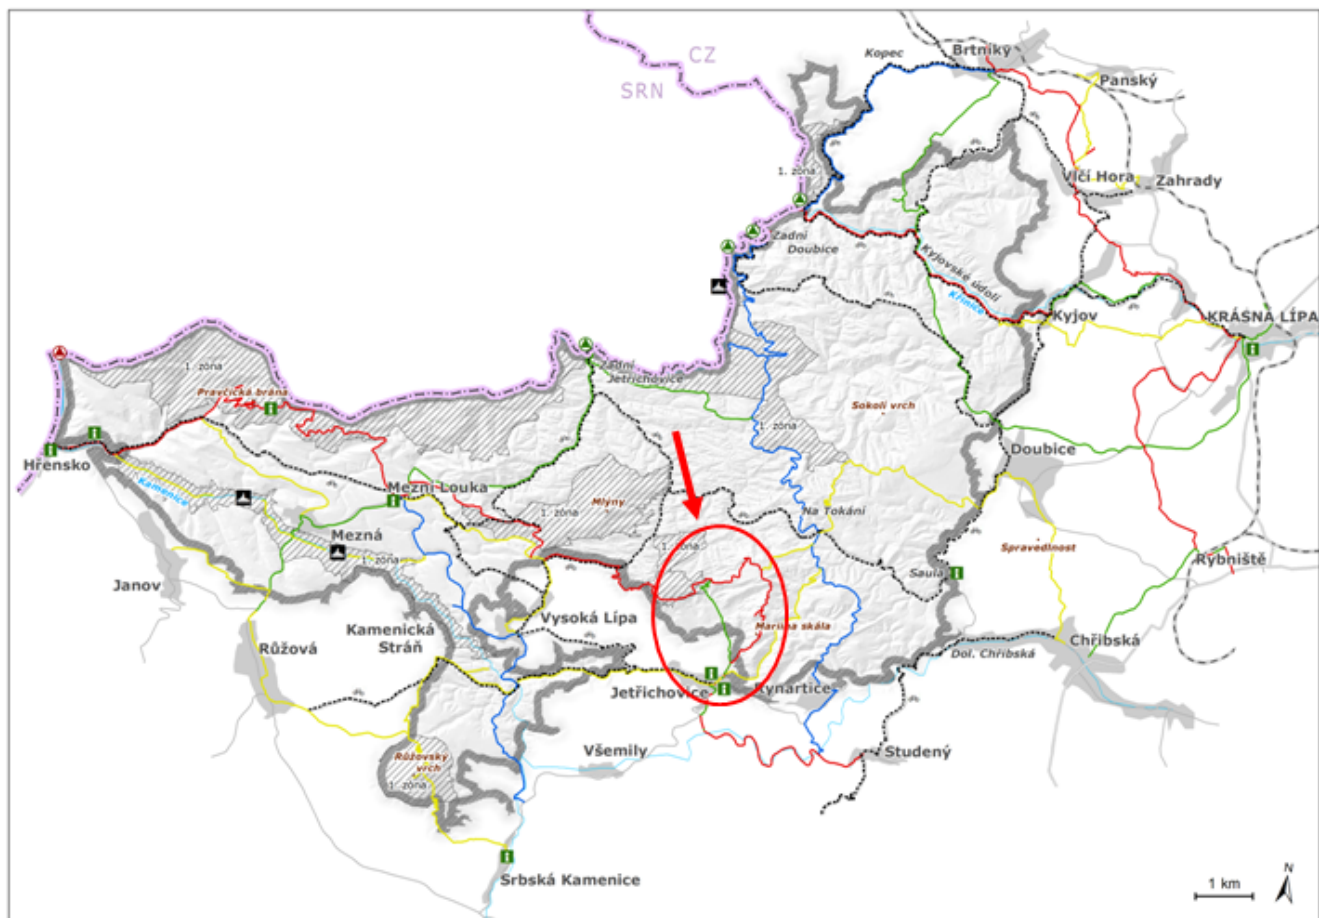 CZ
SRN
Kopec
Brtníky
Panský
1. zóna
Vlčí Hora
Zahrady
Zadní
Doubice
Kyjovské údolí
Křinice
Kyjov
KRÁSNÁ LÍPA
1. zóna
Pravčická brána
Zadní
Jetřichovice
Sokolí vrch
1. zóna
Doubice
Hřensko
Kamenice
Mezní Louka
Mlýny
Na Tokáni
1. zóna
Mezná
1. zóna
1. zóna
Spravedlnost
Rybniště
Janov
Saula
Vysoká Lípa
Mariina skála
Kamenická
Stráň
Růžová
Chřibská
Dol. Chřibská
Jetřichovice
Rynartice
Všemily
Studený
Růžovský
vrch
1. zóna
Srbská Kamenice
1 km
N